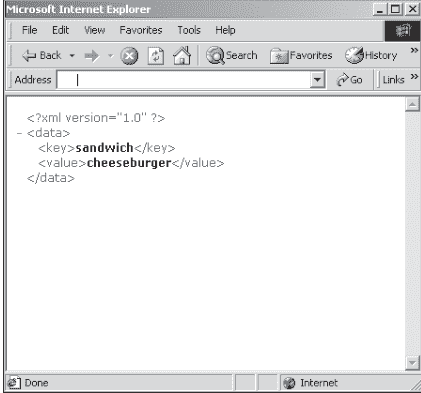 Microsoft Internet Explorer
File Edit View Favorites Tools Help
Back Search Favorites History »
Address Go Links »
<?xml version="1.0" ?>
- <data>
<key>sandwich</key>
<value>cheeseburger</value>
</data>
Done Internet